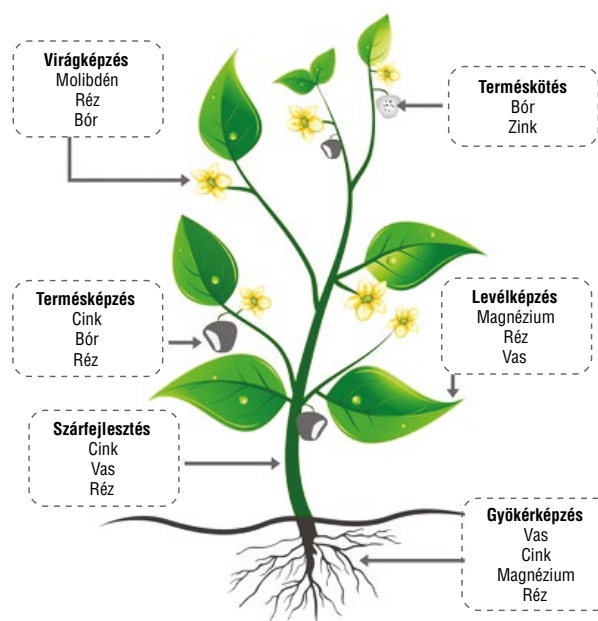 Virágképzés
Molibdén
Réz
Bór
Terméskötés
Bór
Zink
Termésképzés
Cink
Bór
Réz
Levélképzés
Magnézium
Réz
Vas
Szárfejlesztés
Cink
Vas
Réz
Gyökérképzés
Vas
Cink
Magnézium
Réz